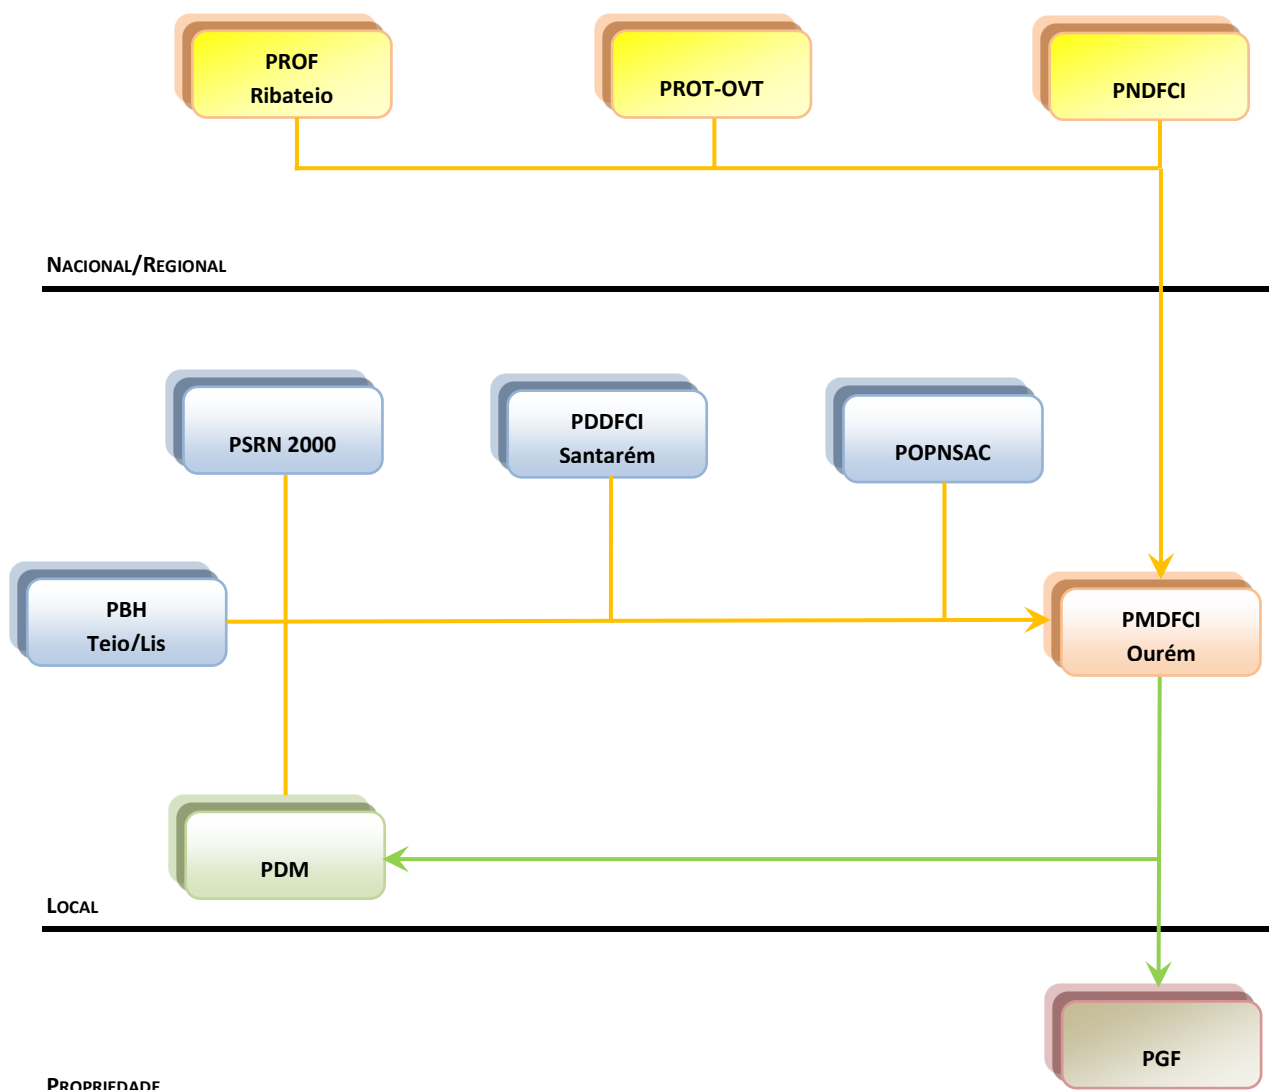 PROF
Ribateio
PROT-OVT
PNDFCI
NACIONAL/REGIONAL
PSRN 2000
PDDFCI
Santarém
POPNSAC
PBH
Teio/Lis
PMDFCI
Ourém
PDM
LOCAL
PGF
PROPRIEDADE